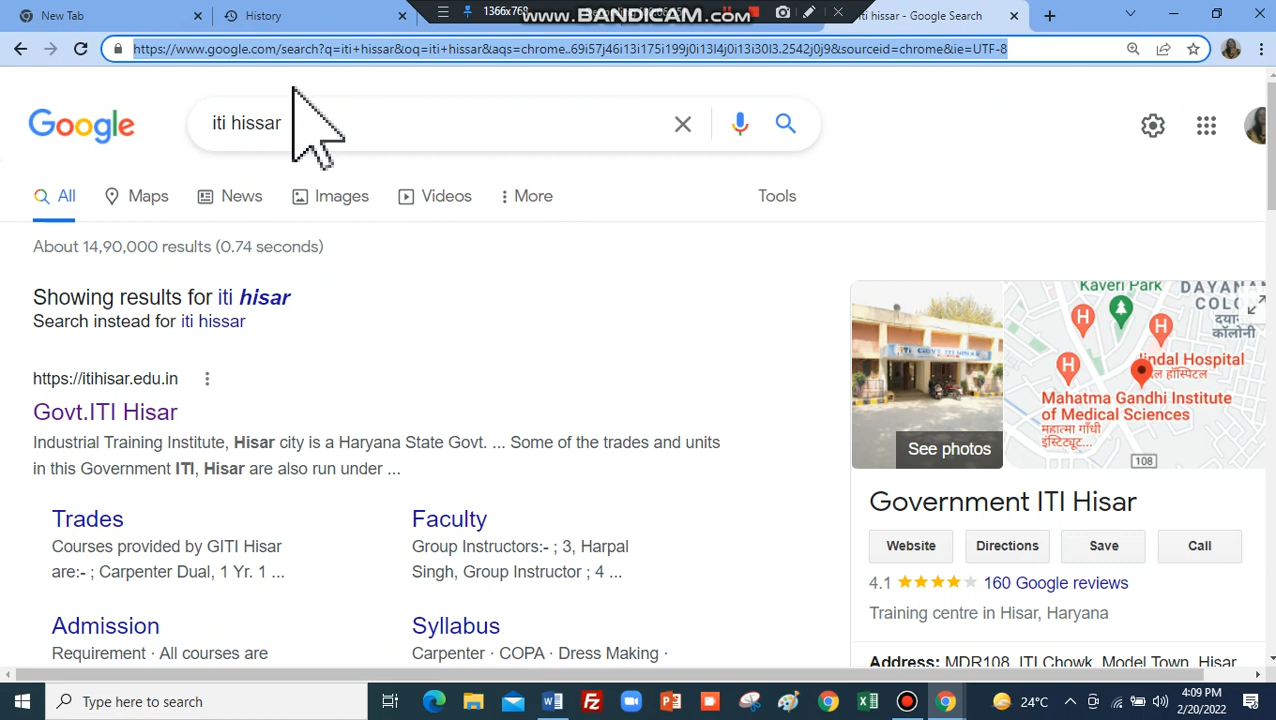 New Tab
History
1366x768
www.BANDICAM.com
iti hissar - Google Search
https://www.google.com/search?q=iti+hissar&oq=iti+hissar&aqs=chrome..69i57j46i13i175i199j0i13l4j0i13i30l3.2542j0j9&sourceid=chrome&ie=UTF-8
Google
iti hissar
All
Maps
News
Images
Videos
More
Tools
About 14,90,000 results (0.74 seconds)
Showing results for iti hisar
Search instead for iti hissar
https://itihisar.edu.in
Govt.ITI Hisar
Industrial Training Institute, Hisar city is a Haryana State Govt. ... Some of the trades and units
in this Government ITI, Hisar are also run under ...
Trades
Courses provided by GITI Hisar
are:- ; Carpenter Dual, 1 Yr. 1 ...
Faculty
Group Instructors:- ; 3, Harpal
Singh, Group Instructor ; 4 ...
Admission
Requirement · All courses are
Syllabus
Carpenter · COPA · Dress Making ·
See photos
Kaveri Park
DAYANAN
COLO
दयान
कॉलोनी
Jindal Hospital
Mahatma Gandhi Institute
of Medical Sciences
महात्मा गाँधी
इंस्टिट्यूट...
108
Government ITI Hisar
Website
Directions
Save
Call
4.1
160 Google reviews
Training centre in Hisar, Haryana
Address: MDR108, ITI Chowk, Model Town, Hisar
Type here to search
24°C
4:09 PM
2/20/2022